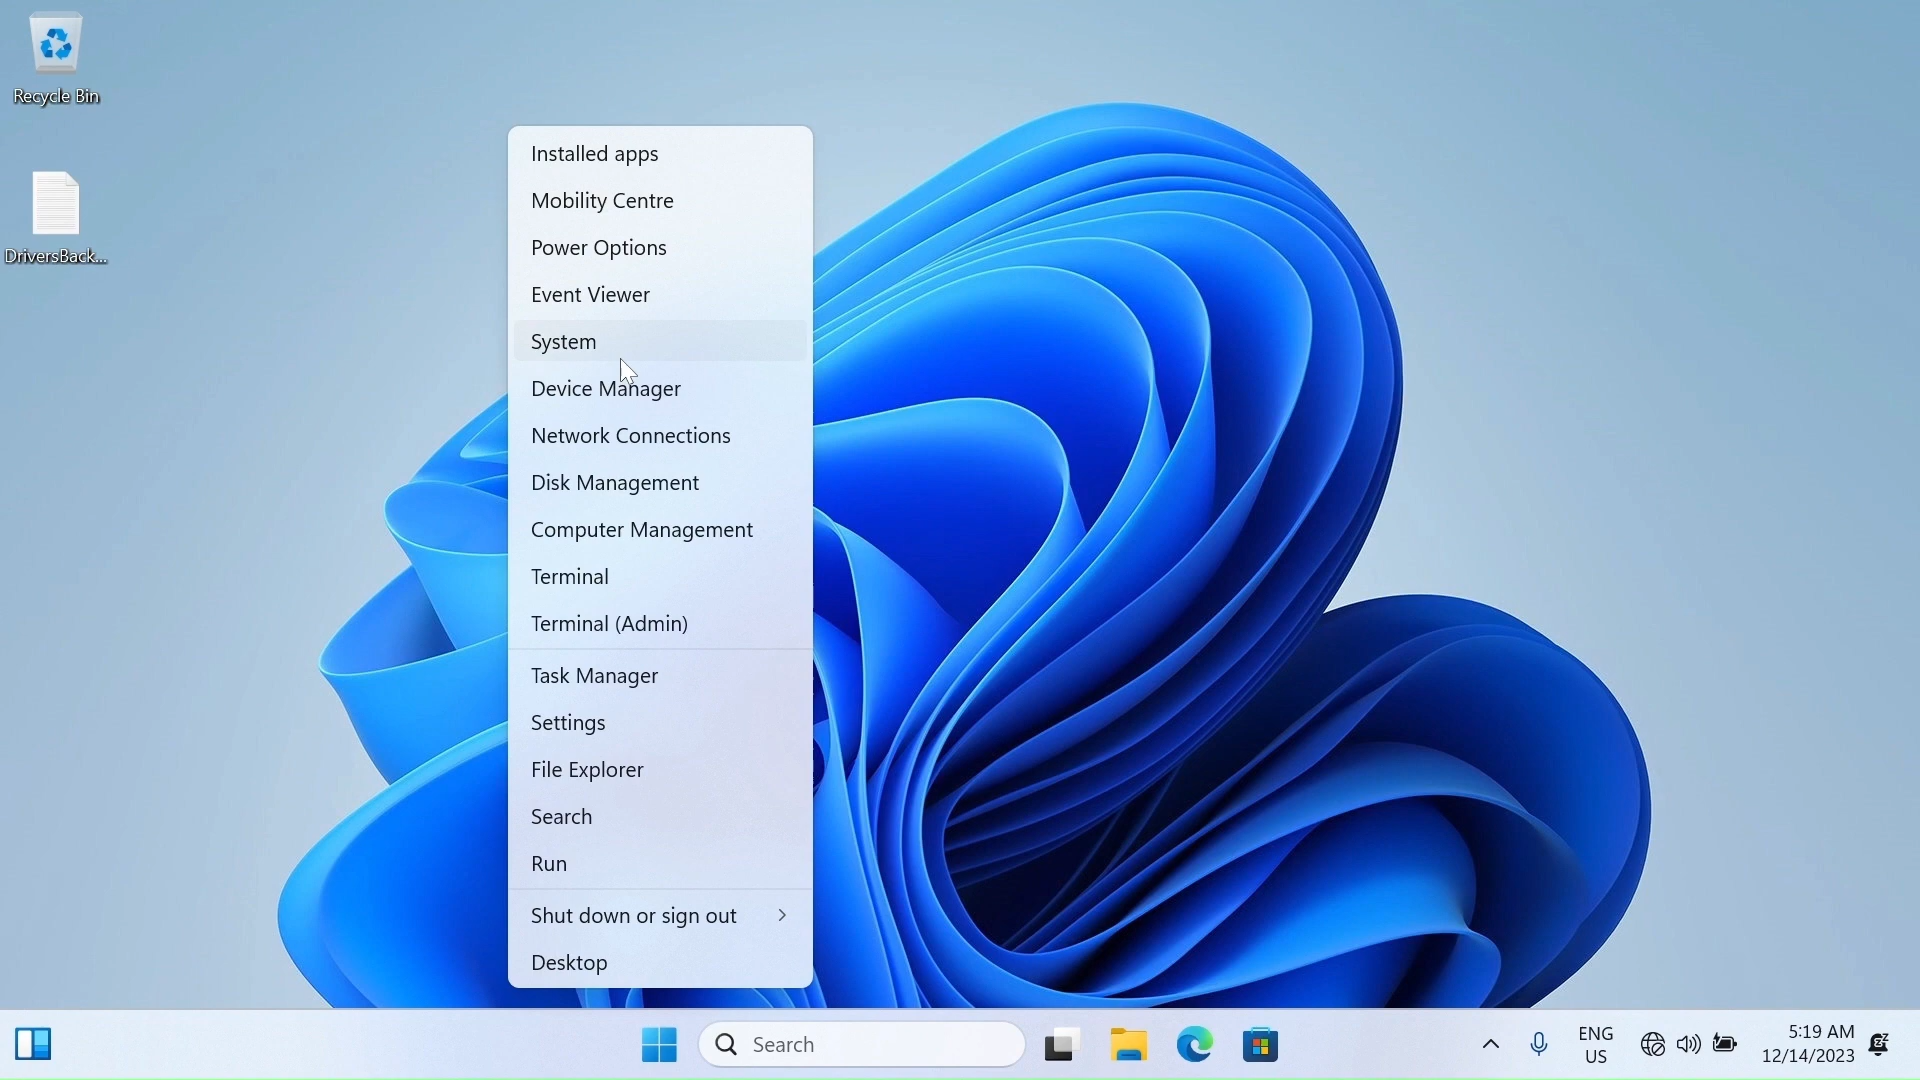 Recycle Bin
DriversBack...
Installed apps
Mobility Centre
Power Options
Event Viewer
System
Device Manager
Network Connections
Disk Management
Computer Management
Terminal
Terminal (Admin)
Task Manager
Settings
File Explorer
Search
Run
Shut down or sign out
Desktop
Search
ENG
US
5:19 AM
12/14/2023